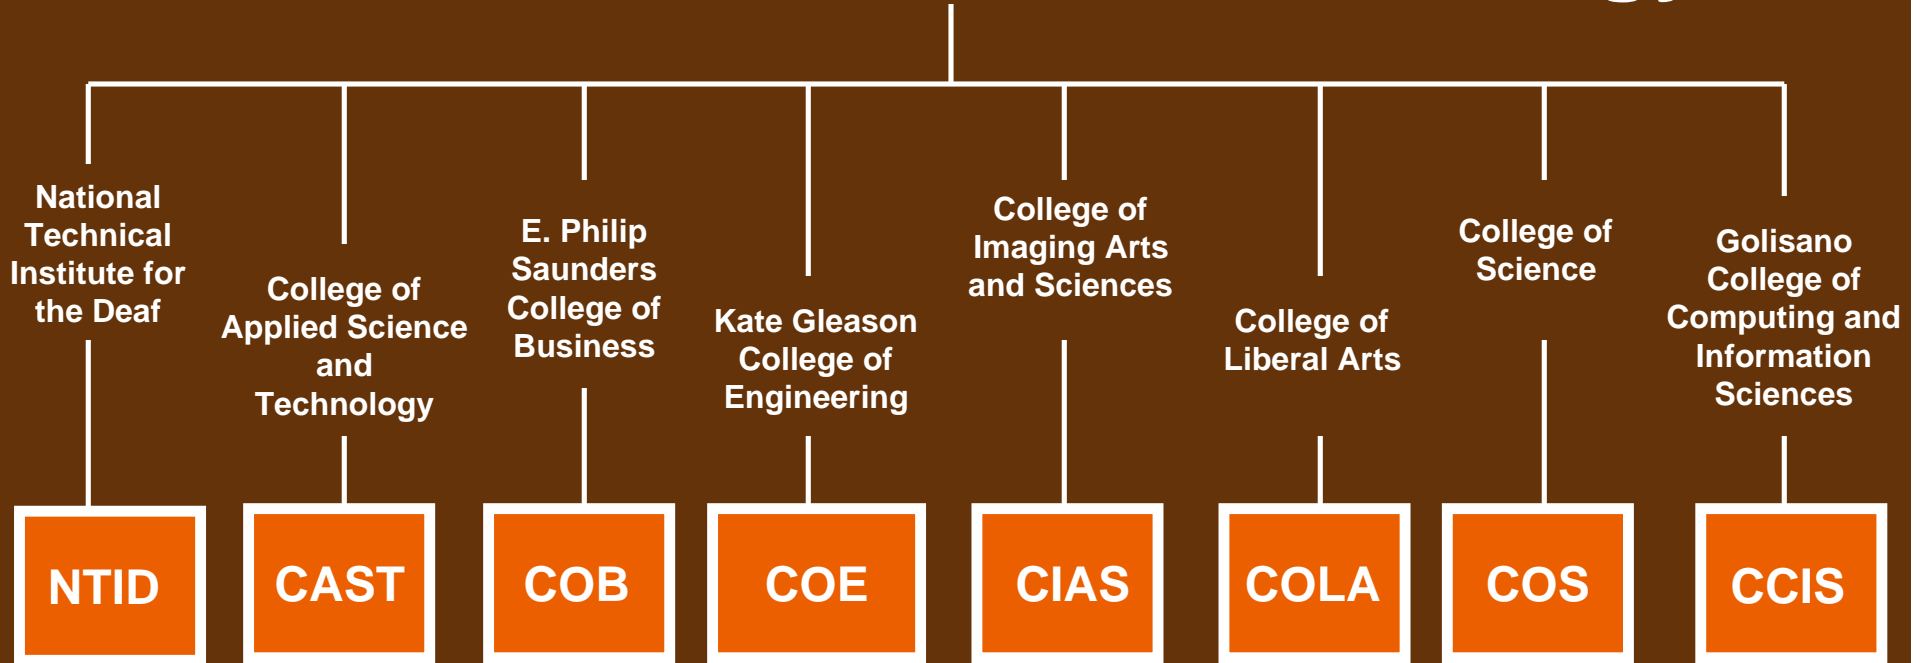 National
Technical
Institute for
the Deaf
College of
Applied Science
and
Technology
E. Philip
Saunders
College of
Business
Kate Gleason
College of
Engineering
College of
Imaging Arts
and Sciences
College of
Liberal Arts
College of
Science
Golisano
College of
Computing and
Information
Sciences
NTID
CAST
COB
COE
CIAS
COLA
COS
CCIS